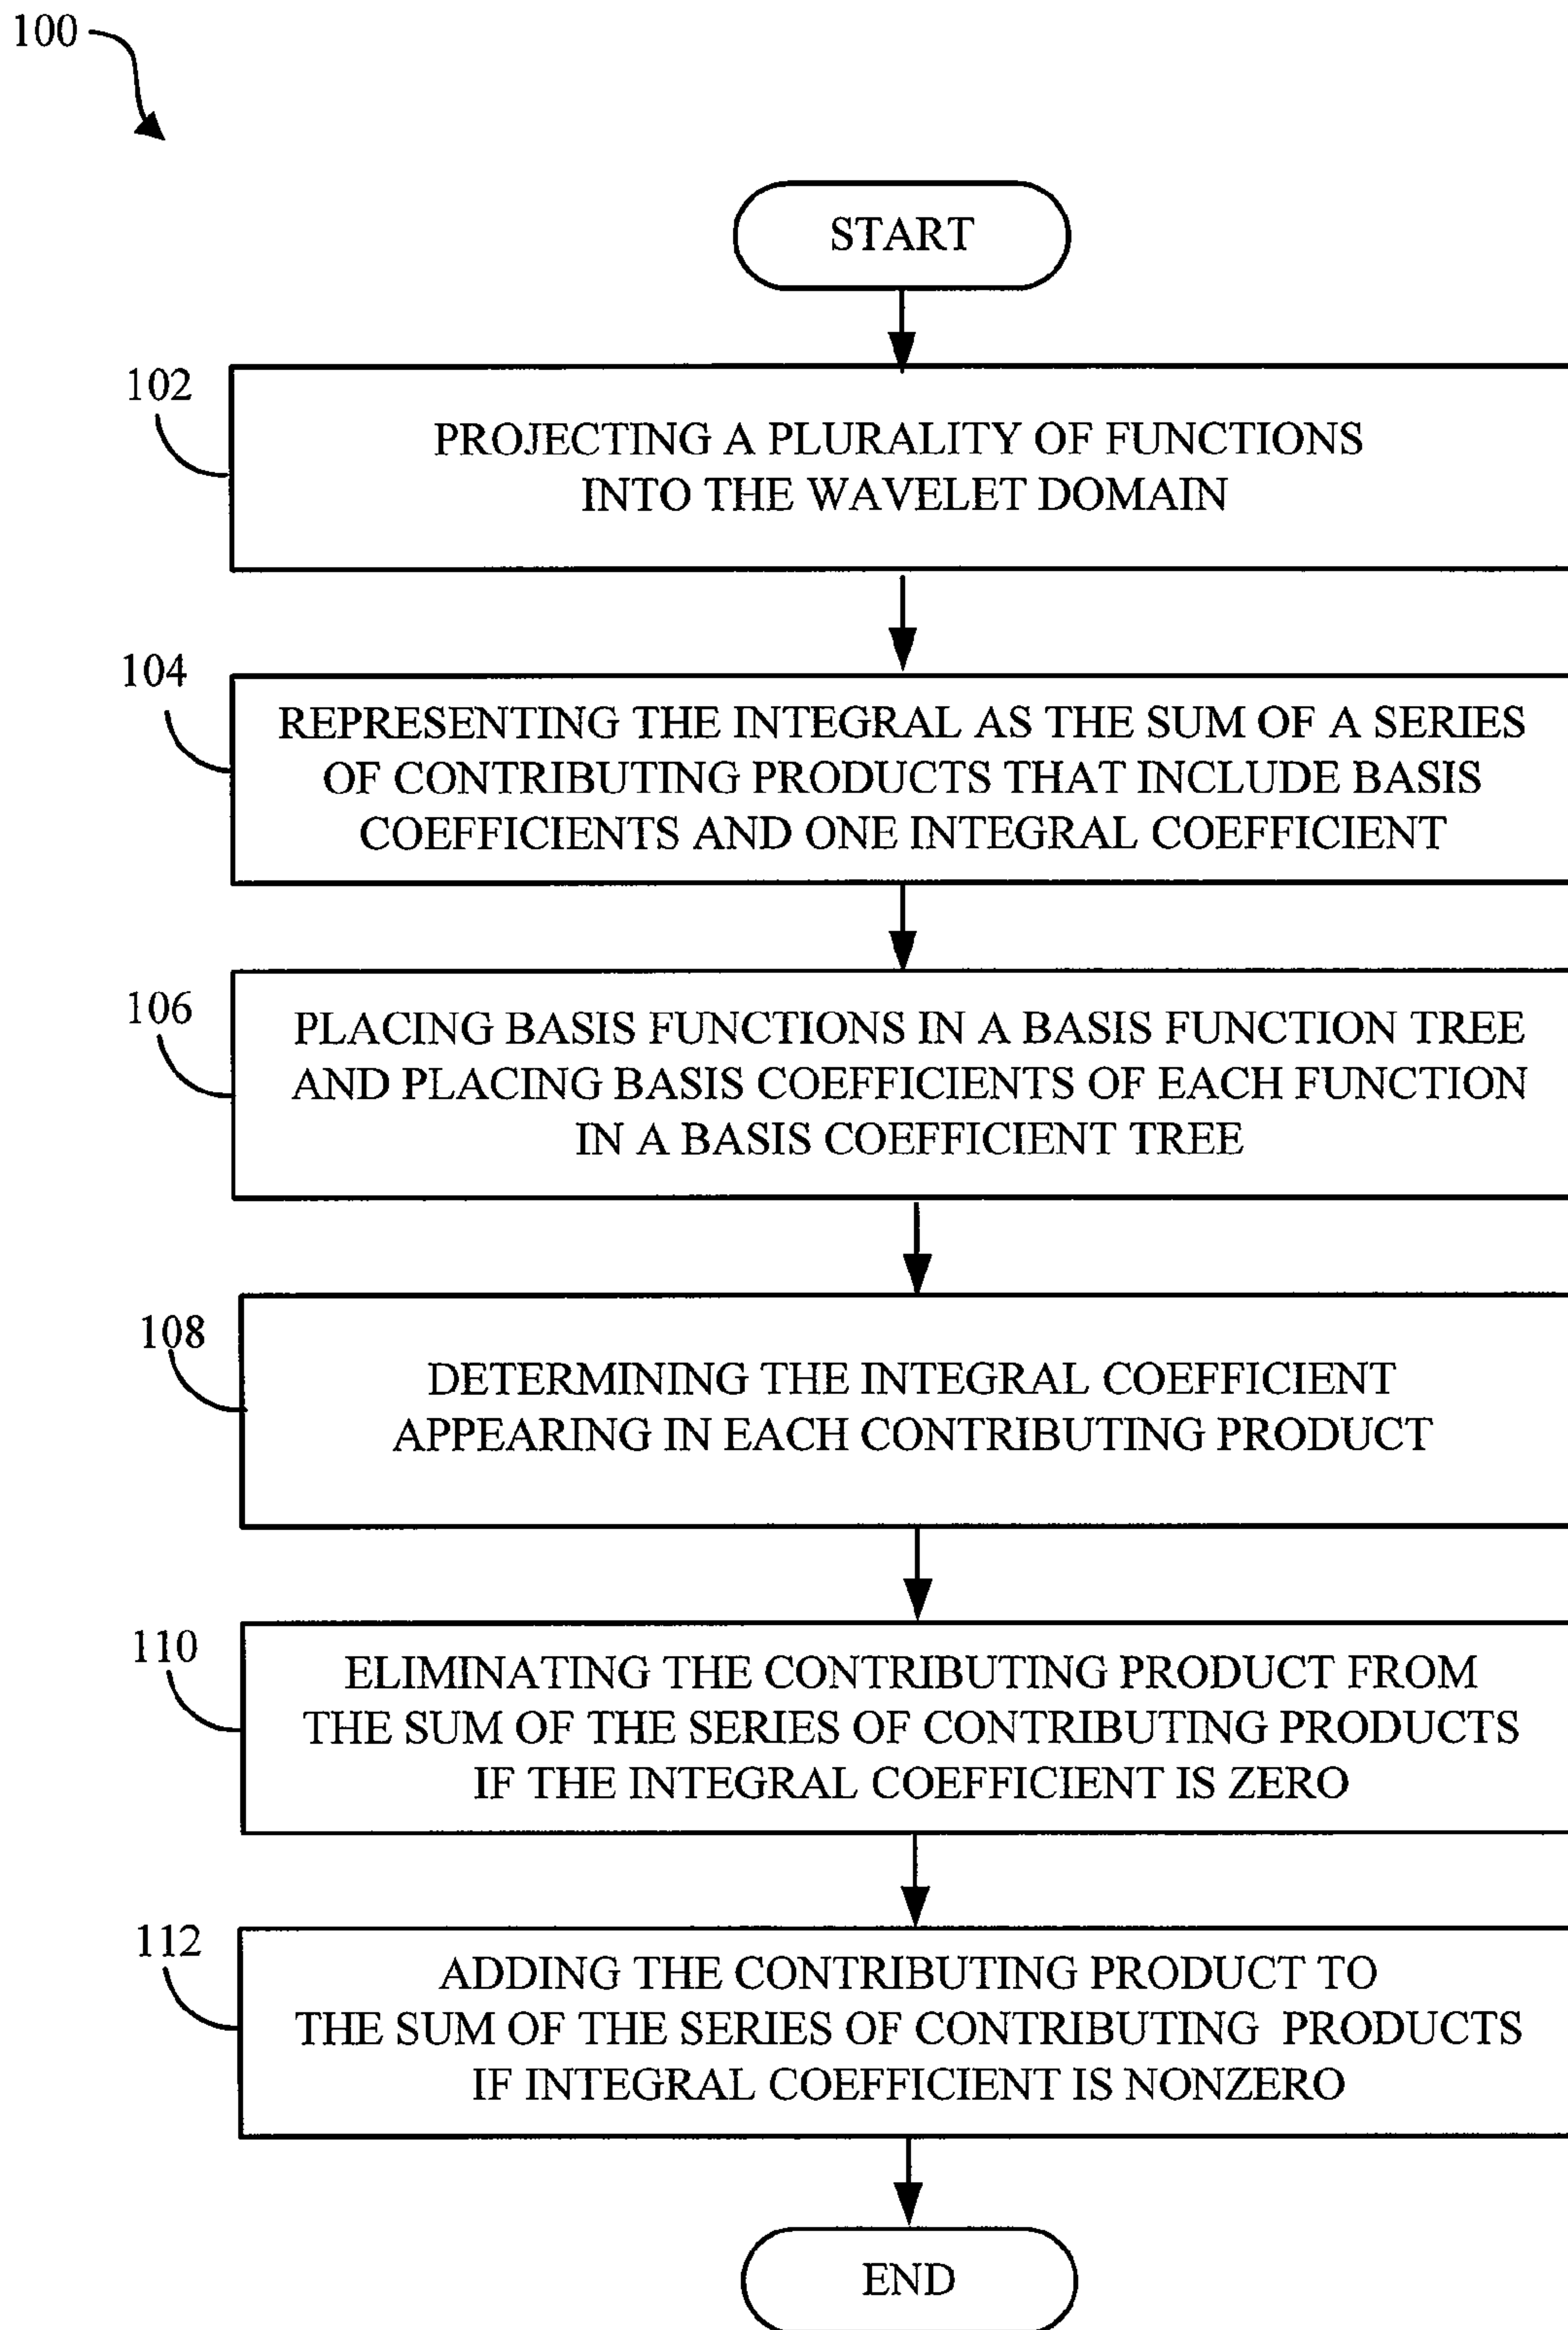 100
START
102
PROJECTING A PLURALITY OF FUNCTIONS
INTO THE WAVELET DOMAIN
104
REPRESENTING THE INTEGRAL AS THE SUM OF A SERIES
OF CONTRIBUTING PRODUCTS THAT INCLUDE BASIS
COEFFICIENTS AND ONE INTEGRAL COEFFICIENT
106
PLACING BASIS FUNCTIONS IN A BASIS FUNCTION TREE
AND PLACING BASIS COEFFICIENTS OF EACH FUNCTION
IN A BASIS COEFFICIENT TREE
108
DETERMINING THE INTEGRAL COEFFICIENT
APPEARING IN EACH CONTRIBUTING PRODUCT
110
ELIMINATING THE CONTRIBUTING PRODUCT FROM
THE SUM OF THE SERIES OF CONTRIBUTING PRODUCTS
IF THE INTEGRAL COEFFICIENT IS ZERO
112
ADDING THE CONTRIBUTING PRODUCT TO
THE SUM OF THE SERIES OF CONTRIBUTING PRODUCTS
IF INTEGRAL COEFFICIENT IS NONZERO
END